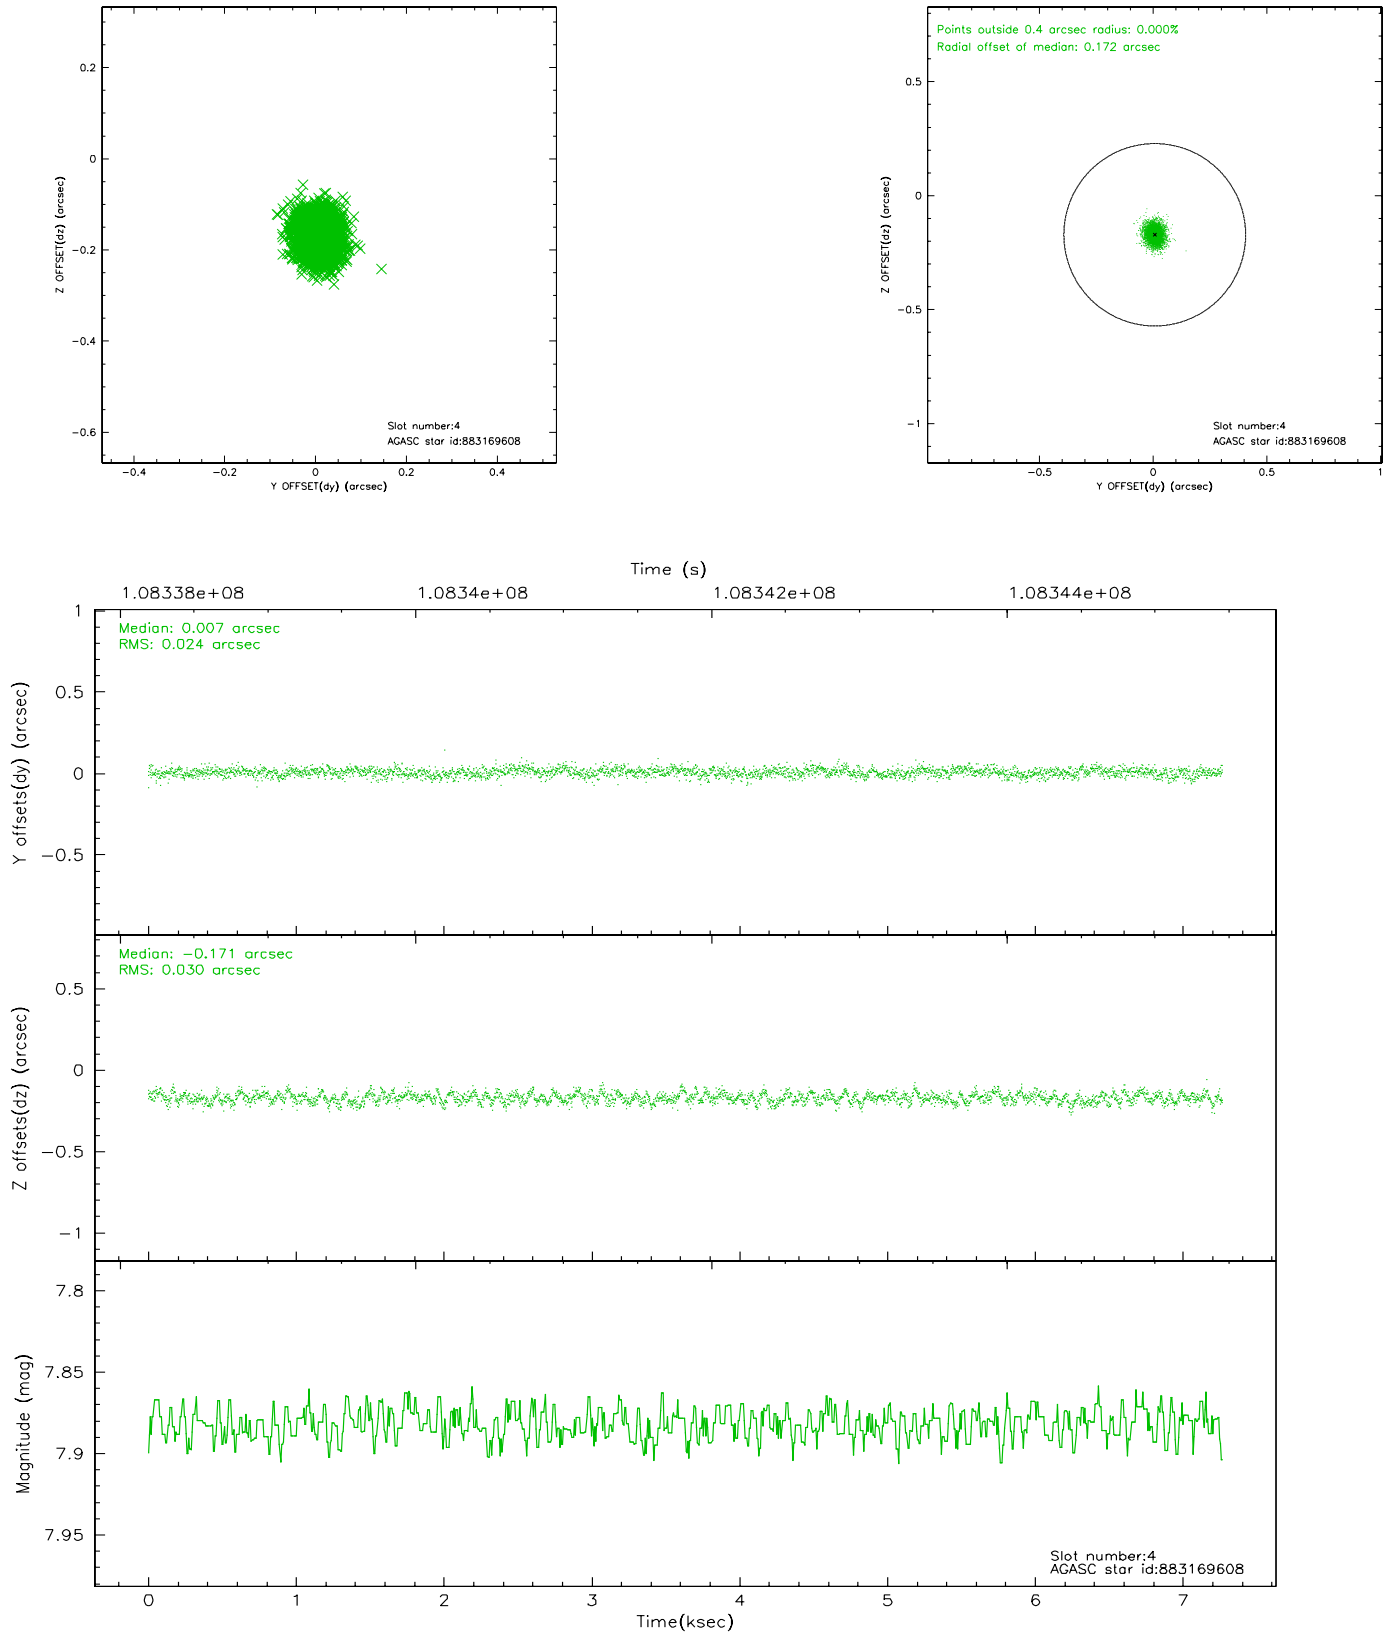 0.2
0
−0.2
−0.4
−0.6
Z OFFSET(dz) (arcsec)
Slot number:4
AGASC star id:883169608
−0.4
−0.2
0
0.2
0.4
Y OFFSET(dy) (arcsec)
Points outside 0.4 arcsec radius: 0.000%
Radial offset of median: 0.172 arcsec
0.5
0
−0.5
−1
Z OFFSET(dz) (arcsec)
Slot number:4
AGASC star id:883169608
−0.5
0
0.5
1
Y OFFSET(dy) (arcsec)
Time (s)
1.08338e+08
1.0834e+08
1.08342e+08
1.08344e+08
Median: 0.007 arcsec
RMS: 0.024 arcsec
1
0.5
0
−0.5
Y offsets(dy) (arcsec)
Median: −0.171 arcsec
RMS: 0.030 arcsec
0.5
0
−0.5
−1
Z offsets(dz) (arcsec)
7.8
7.85
7.9
7.95
Magnitude (mag)
Slot number:4
AGASC star id:883169608
0
1
2
3
4
5
6
7
Time(ksec)